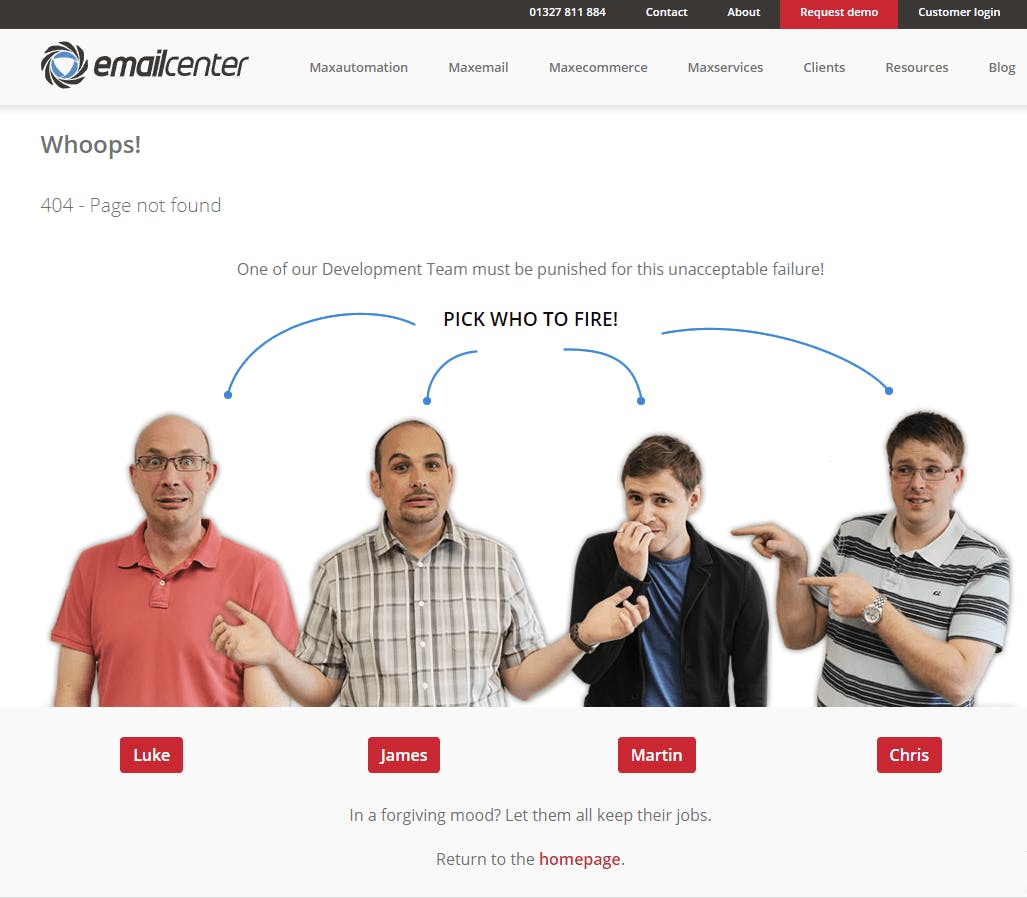 01327 811 884 Contact About Request demo Customer login
emailcenter Maxautomation Maxemail Maxecommerce Maxservices Clients Resources Blog
Whoops!
404 - Page not found
One of our Development Team must be punished for this unacceptable failure!
PICK WHO TO FIRE!
Luke James Martin Chris
In a forgiving mood? Let them all keep their jobs.
Return to the homepage.